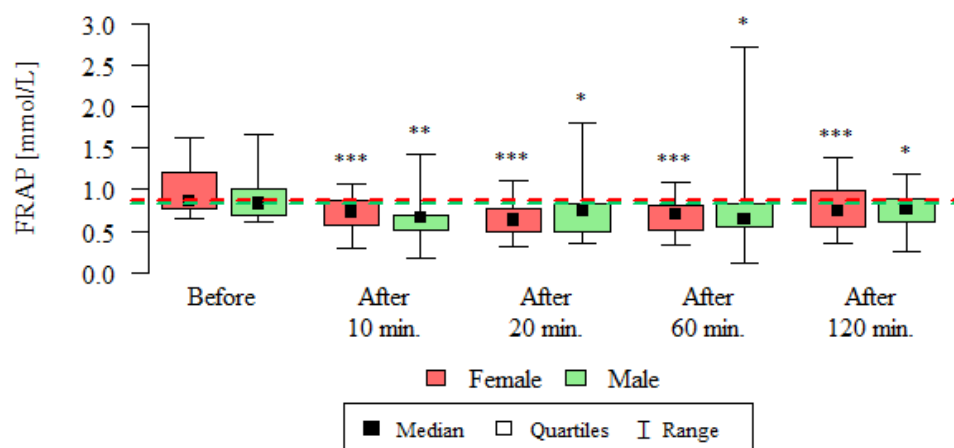 FRAP [mmol/L]
3.0
2.5
2.0
1.5
1.0
0.5
0.0
*
*
**
***
***
***
***
*
Before
After
10 min.
After
20 min.
After
60 min.
After
120 min.
Female Male
Median Quartiles Range